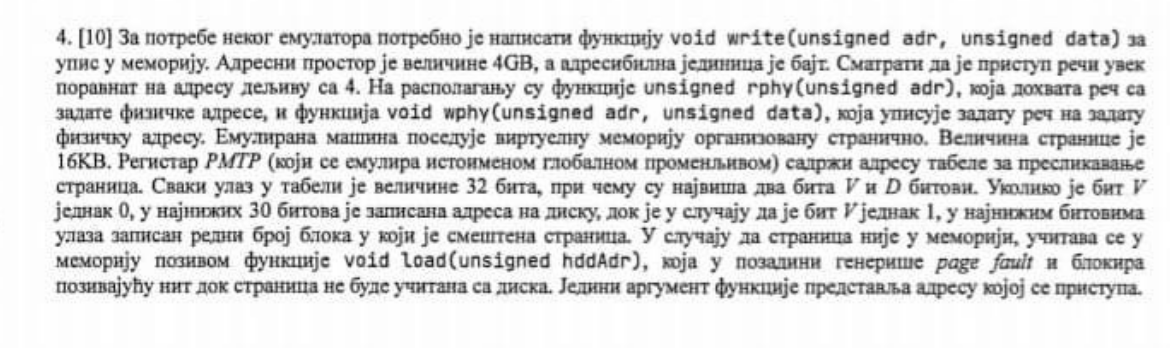 4. [10] За потребе неког емулатора потребно је написати функцију void write(unsigned adr, unsigned data) за
упис у меморију. Адресни простор је величине 4GB, а адресибилна јединица је бајт. Сматрати да је приступ речи увек
поравнат на адресу дељиву са 4. На располагању су функције unsigned rphy(unsigned adr), која дохвата реч са
задате физичке адресе, и функција void wphy(unsigned adr, unsigned data), која уписује задату реч на задату
физичку адресу. Емулирана машина поседује виртуелну меморију организовану странично. Величина странице је
16KB. Регистар PMTP (који се емулира истоименом глобалном променљивом) садржи адресу табеле за пресликавање
страница. Сваки улаз у табели је величине 32 бита, при чему су највиша два бита V и D битови. Уколико је бит V
једнак 0, у најнижих 30 битова је записана адреса на диску, док је у случају да је бит V једнак 1, у најнижим битовима
улаза записан редни број блока у који је смештена страница. У случају да страница није у меморији, учитава се у
меморију позивом функције void load(unsigned hddAdr), која у позадини генерише page fault и блокира
позивајућу нит док страница не буде учитана са диска. Једини аргумент функције представља адресу којој се приступа.